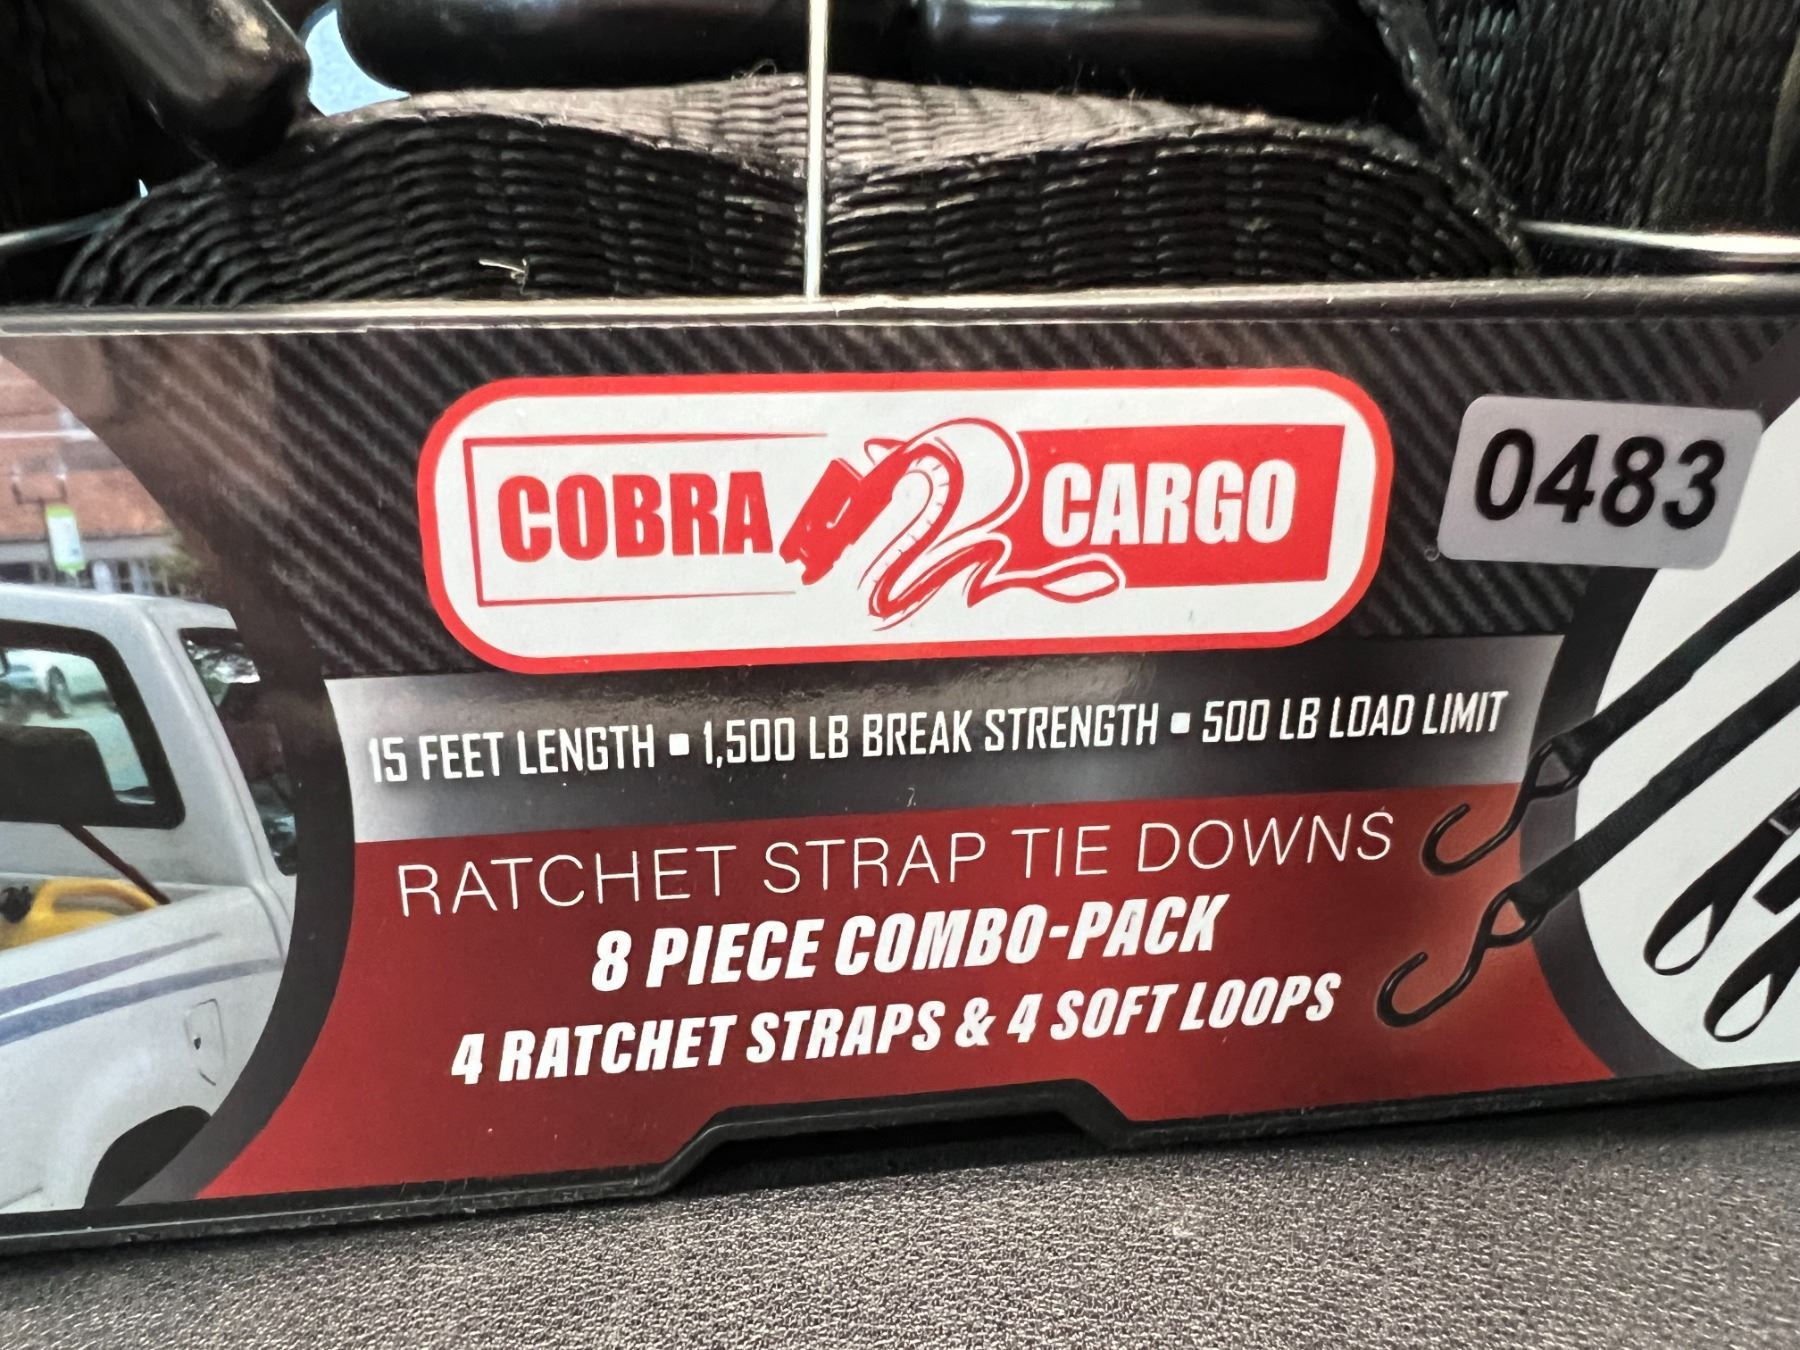 COBRA CARGO
0483
15 FEET LENGTH ▪ 1,500 LB BREAK STRENGTH ▪ 500 LB LOAD LIMIT
RATCHET STRAP TIE DOWNS
8 PIECE COMBO-PACK
4 RATCHET STRAPS & 4 SOFT LOOPS